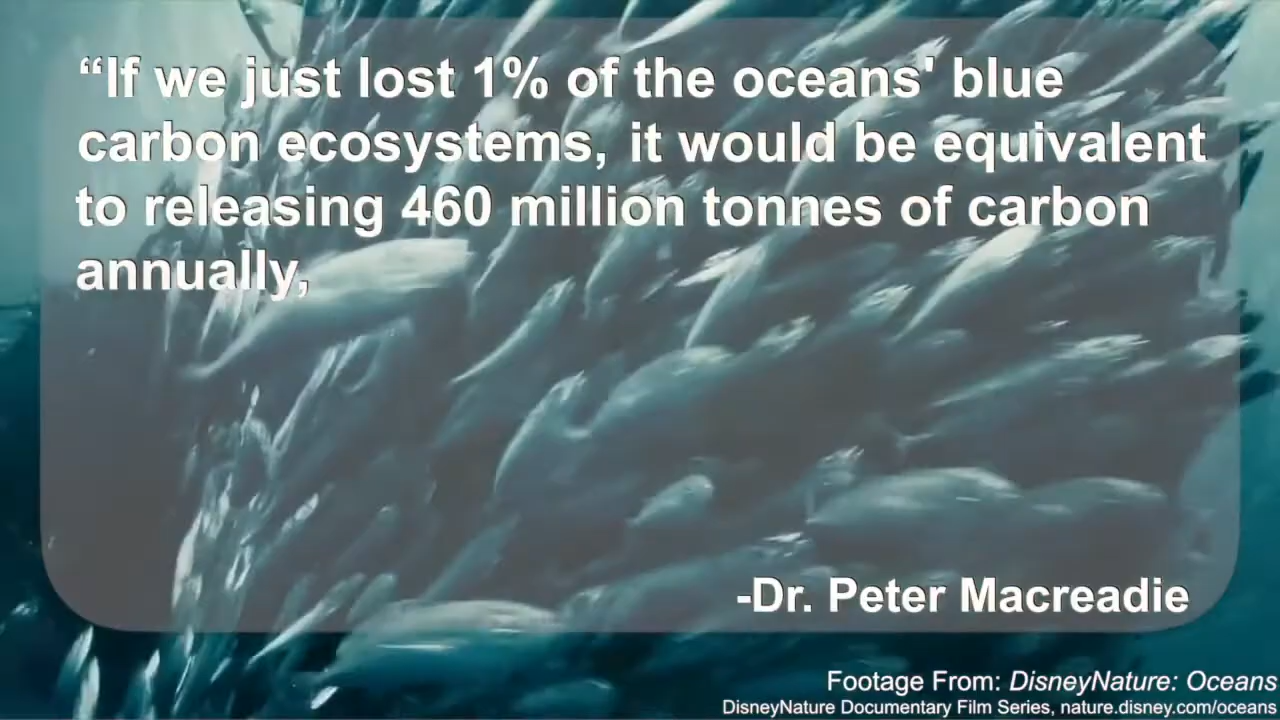 “If we just lost 1% of the oceans' blue
carbon ecosystems, it would be equivalent
to releasing 460 million tonnes of carbon
annually,
-Dr. Peter Macreadie
Footage From: DisneyNature: Oceans
DisneyNature Documentary Film Series, nature.disney.com/oceans